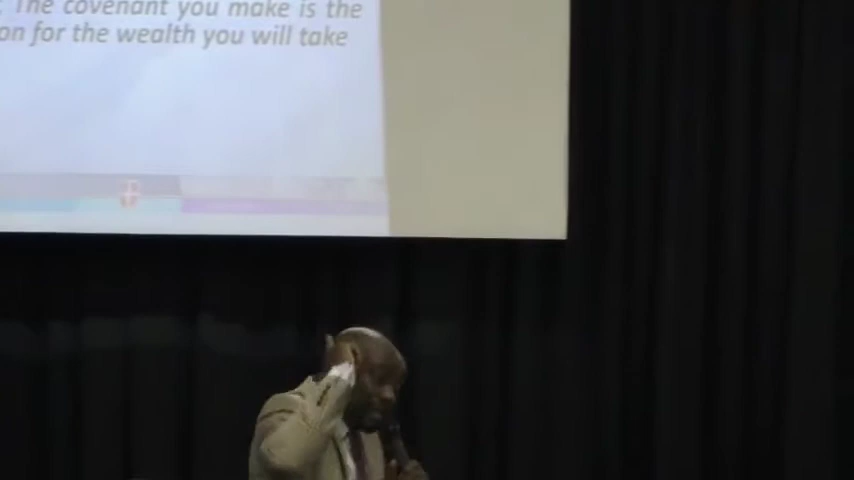 The covenant you make is the
on for the wealth you will take